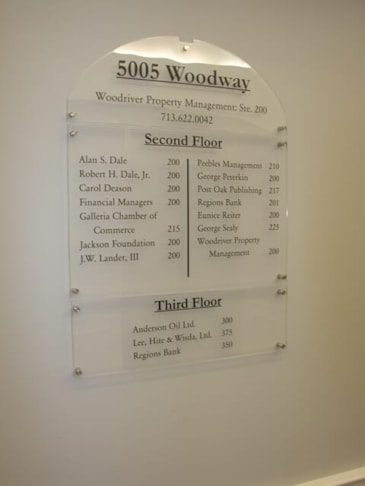 5005 Woodway
Woodriver Property Management: Ste. 200
713.622.0042
Second Floor
Alan S. Dale 200
Robert H. Dale, Jr. 200
Carol Deason 200
Financial Managers 200
Galleria Chamber of
Commerce 215
Jackson Foundation 200
J.W. Lander, III 200
Peebles Management 210
George Peterkin 200
Post Oak Publishing 217
Regions Bank 201
Eunice Reiter 200
George Sealy 225
Woodriver Property
Management 200
Third Floor
Anderson Oil Ltd. 300
Lee, Hite & Wisda, Ltd. 375
Regions Bank 350